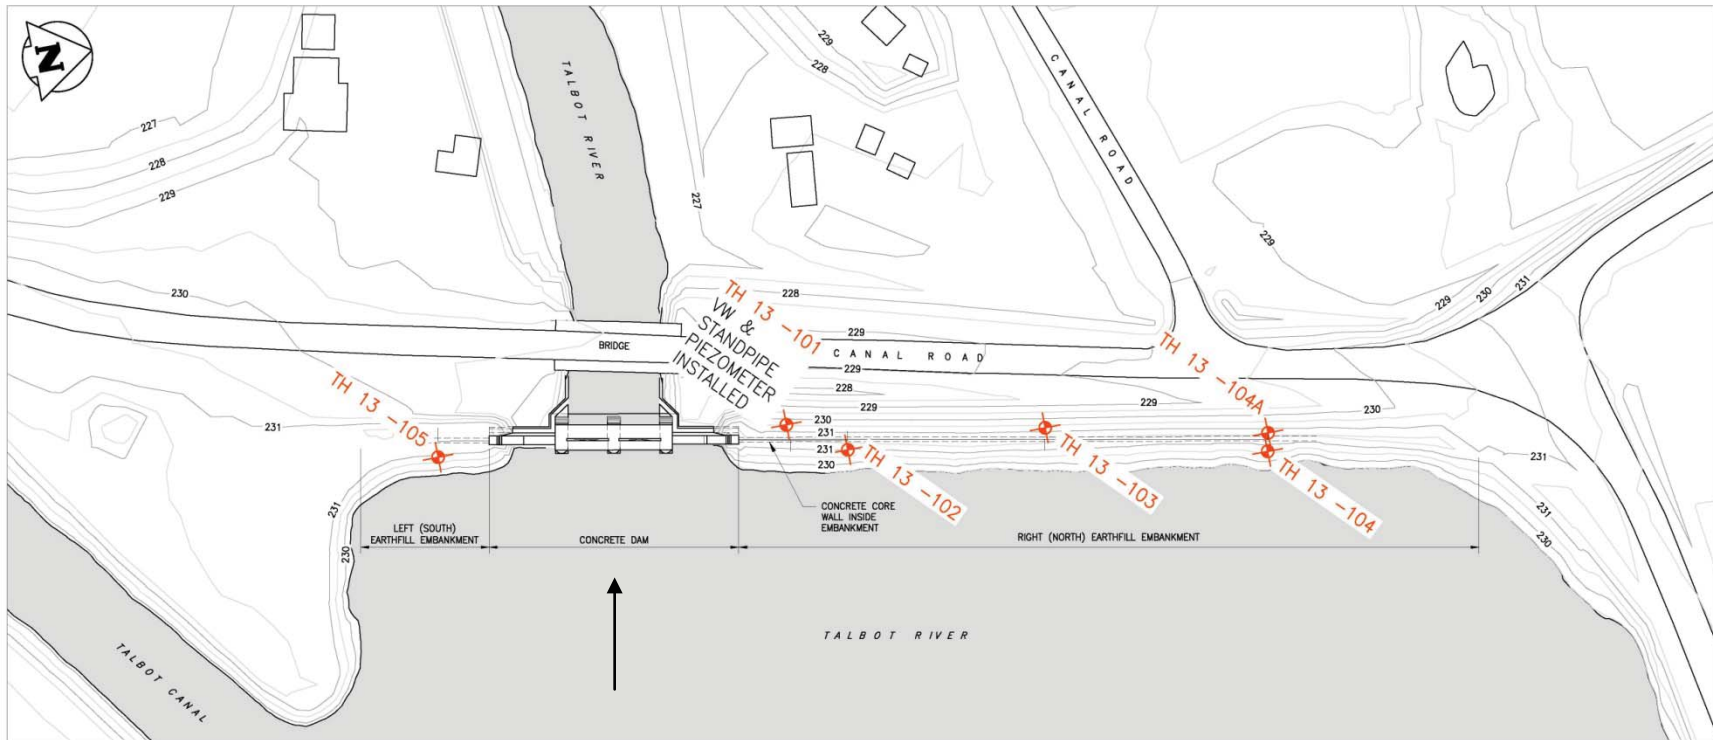 N
227
228
229
TALBOT RIVER
229
228
CANAL ROAD
229
227
230
228
229
230
231
TH 13 -101
VW &
STANDPIPE
PIEZOMETER
INSTALLED
BRIDGE
229
CANAL ROAD
229
TH 13 -104A
228
229
229
230
TH 13 -105
231
230
231
231
230
TH 13 -102
TH 13 -103
TH 13 -104
231
231
230
CONCRETE CORE
WALL INSIDE
EMBANKMENT
231
230
LEFT (SOUTH)
EARTHFILL EMBANKMENT
CONCRETE DAM
RIGHT (NORTH) EARTHFILL EMBANKMENT
TALBOT RIVER
TALBOT CANAL